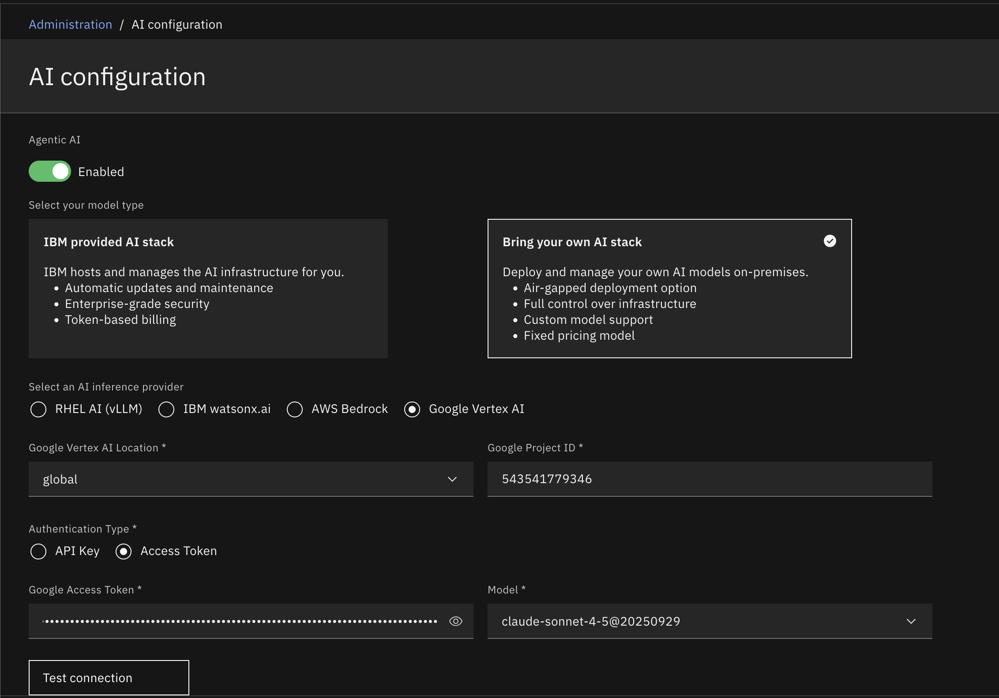 Administration / AI configuration
AI configuration
Agentic AI
Enabled
Select your model type
IBM provided AI stack
IBM hosts and manages the AI infrastructure for you.
• Automatic updates and maintenance
• Enterprise-grade security
• Token-based billing
Bring your own AI stack
Deploy and manage your own AI models on-premises.
• Air-gapped deployment option
• Full control over infrastructure
• Custom model support
• Fixed pricing model
Select an AI inference provider
RHEL AI (vLLM) IBM watsonx.ai AWS Bedrock Google Vertex AI
Google Vertex AI Location *
global
Google Project ID *
543541779346
Authentication Type *
API Key Access Token
Google Access Token *
Model *
claude-sonnet-4-5@20250929
Test connection